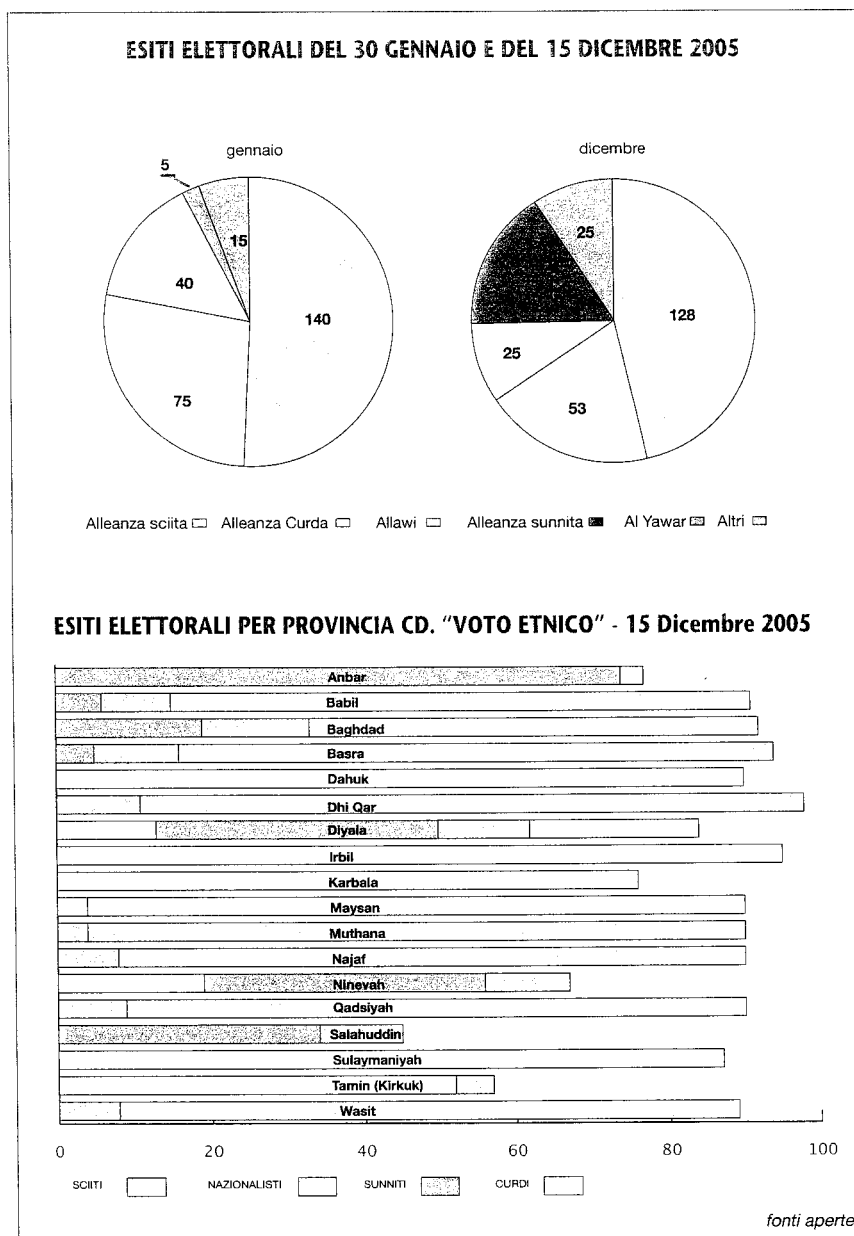 ESITI ELETTORALI DEL 30 GENNAIO E DEL 15 DICEMBRE 2005
gennaio
dicembre
5
15
40
140
75
25
128
25
53
Alleanza sciita Alleanza Curda Allawi Alleanza sunnita Al Yawar Altri
ESITI ELETTORALI PER PROVINCIA CD. "VOTO ETNICO" - 15 Dicembre 2005
Anbar
Babil
Baghdad
Basra
Dahuk
Dhi Qar
Diyala
Irbil
Karbala
Maysan
Muthana
Najaf
Ninevah
Qadsiyah
Salahuddin
Sulaymaniyah
Tamin (Kirkuk)
Wasit
0 20 40 60 80 100
SCIITI NAZIONALISTI SUNNITI CURDI
fonti aperte